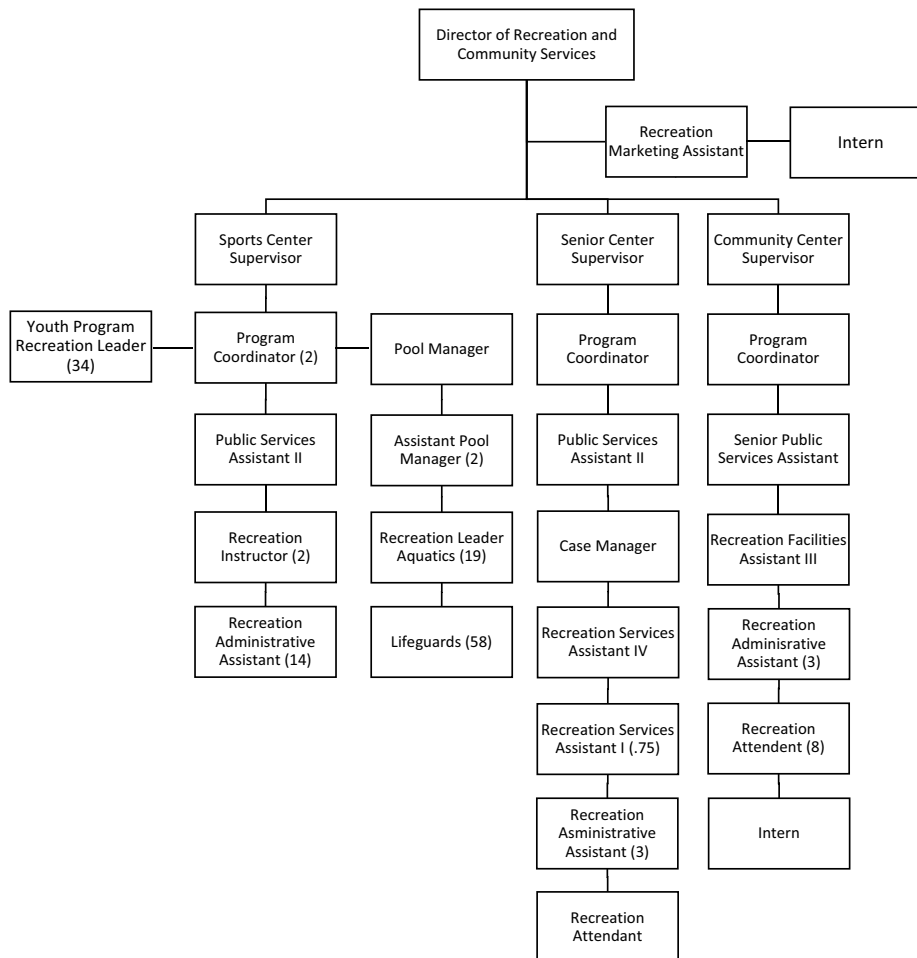 Director of Recreation and
Community Services
Recreation
Marketing Assistant
Intern
Sports Center
Supervisor
Senior Center
Supervisor
Community Center
Supervisor
Youth Program
Recreation Leader
(34)
Program
Coordinator (2)
Pool Manager
Program
Coordinator
Program
Coordinator
Public Services
Assistant II
Assistant Pool
Manager (2)
Public Services
Assistant II
Senior Public
Services Assistant
Recreation
Instructor (2)
Recreation Leader
Aquatics (19)
Case Manager
Recreation Facilities
Assistant III
Recreation
Administrative
Assistant (14)
Lifeguards (58)
Recreation Services
Assistant IV
Recreation
Adminisrative
Assistant (3)
Recreation Services
Assistant I (.75)
Recreation
Attendent (8)
Recreation
Asministrative
Assistant (3)
Intern
Recreation
Attendant